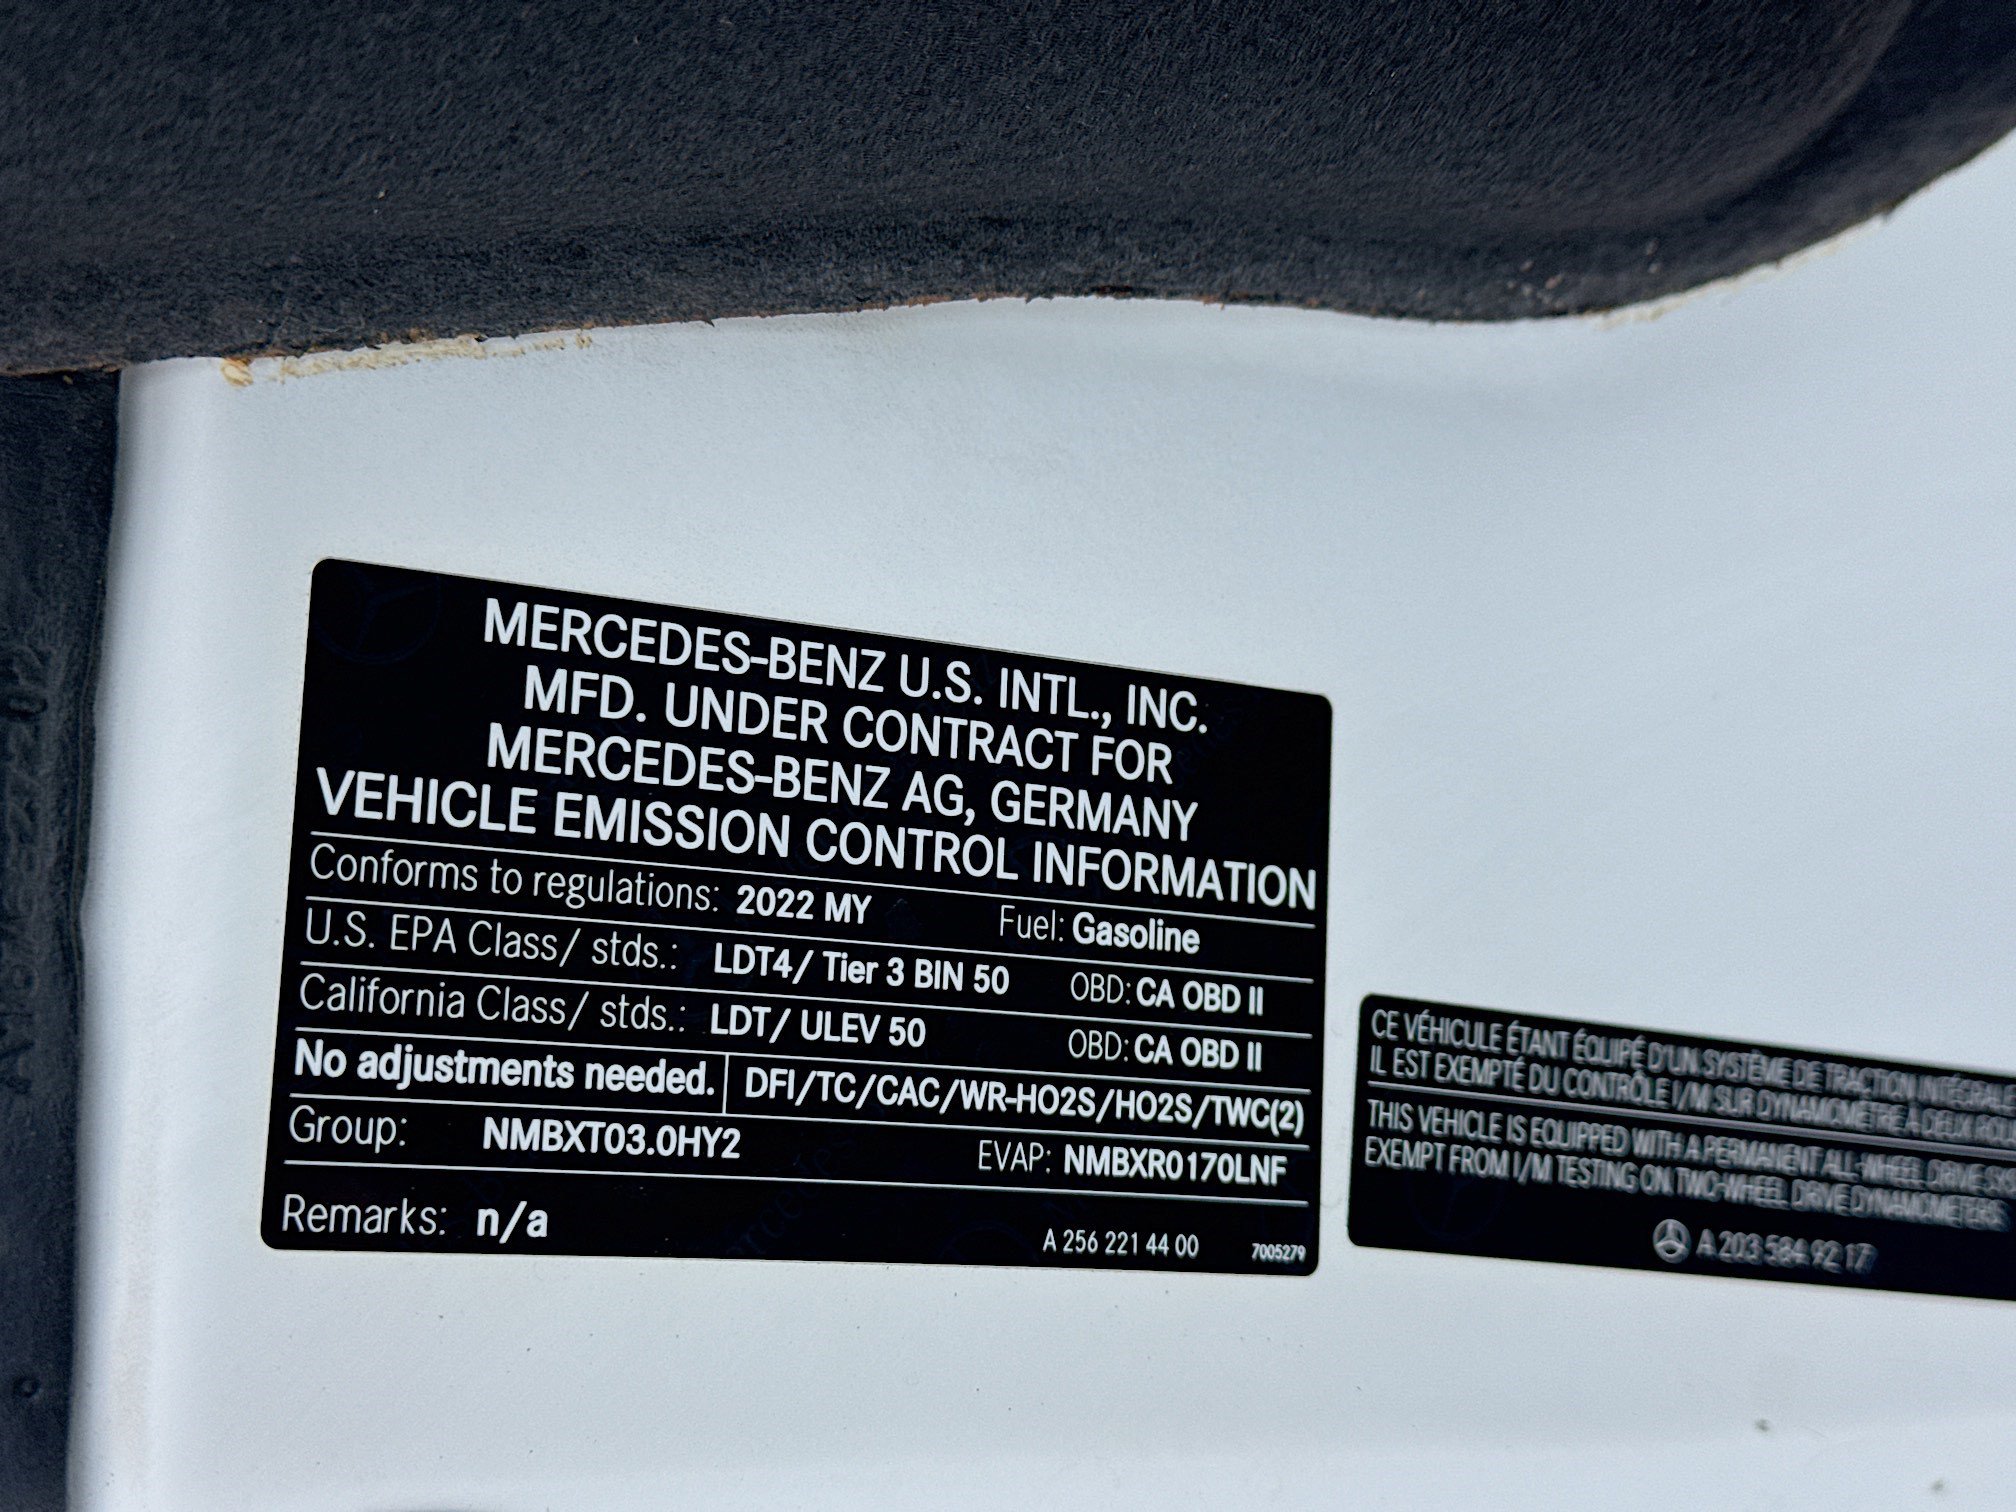 MERCEDES-BENZ U.S. INTL., INC.
MFD. UNDER CONTRACT FOR
MERCEDES-BENZ AG, GERMANY
VEHICLE EMISSION CONTROL INFORMATION
Conforms to regulations: 2022 MY Fuel: Gasoline
U.S. EPA Class/ stds.: LDT4/ Tier 3 BIN 50 OBD: CA OBD II
California Class/ stds.: LDT/ ULEV 50 OBD: CA OBD II
No adjustments needed. DFI/TC/CAC/WR-HO2S/HO2S/TWC(2)
Group: NMBXT03.0HY2 EVAP: NMBXR0170LNF
Remarks: n/a
A 256 221 44 00 7005279
CE VÉHICULE ÉTANT ÉQUIPÉ D'UN SYSTÈME DE TRACTION INTÉGRALE
IL EST EXEMPTÉ DU CONTRÔLE I/M SUR DYNAMOMÈTRE À DEUX
THIS VEHICLE IS EQUIPPED WITH A PERMANENT ALL-WHEEL DRIVE
EXEMPT FROM I/M TESTING ON TWO-WHEEL DRIVE DYNAMOMETERS
A 203 584 92 17